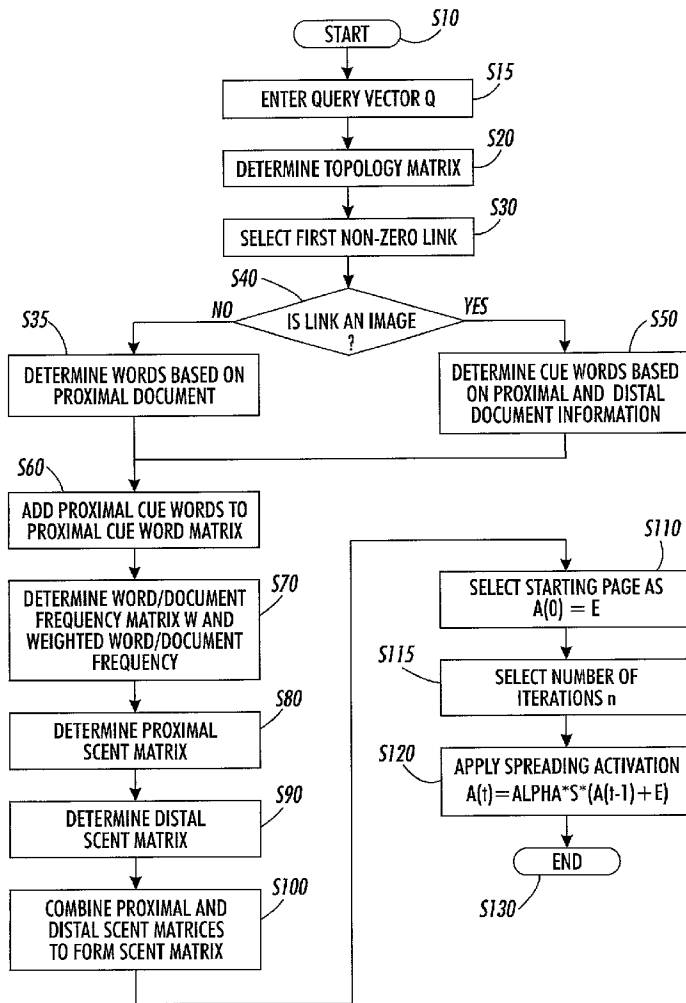 S10
START
S15
ENTER QUERY VECTOR Q
S20
DETERMINE TOPOLOGY MATRIX
S30
SELECT FIRST NON-ZERO LINK
S40
NO
IS LINK AN IMAGE
?
YES
S35
DETERMINE WORDS BASED ON
PROXIMAL DOCUMENT
S50
DETERMINE CUE WORDS BASED
ON PROXIMAL AND DISTAL
DOCUMENT INFORMATION
S60
ADD PROXIMAL CUE WORDS TO
PROXIMAL CUE WORD MATRIX
S70
DETERMINE WORD/DOCUMENT
FREQUENCY MATRIX W AND
WEIGHTED WORD/DOCUMENT
FREQUENCY
S80
DETERMINE PROXIMAL
SCENT MATRIX
S90
DETERMINE DISTAL
SCENT MATRIX
S100
COMBINE PROXIMAL AND
DISTAL SCENT MATRICES
TO FORM SCENT MATRIX
S110
SELECT STARTING PAGE AS
A(0) = E
S115
SELECT NUMBER OF
ITERATIONS n
S120
APPLY SPREADING ACTIVATION
A(t)=ALPHA*S*(A(t-1)+E)
END
S130